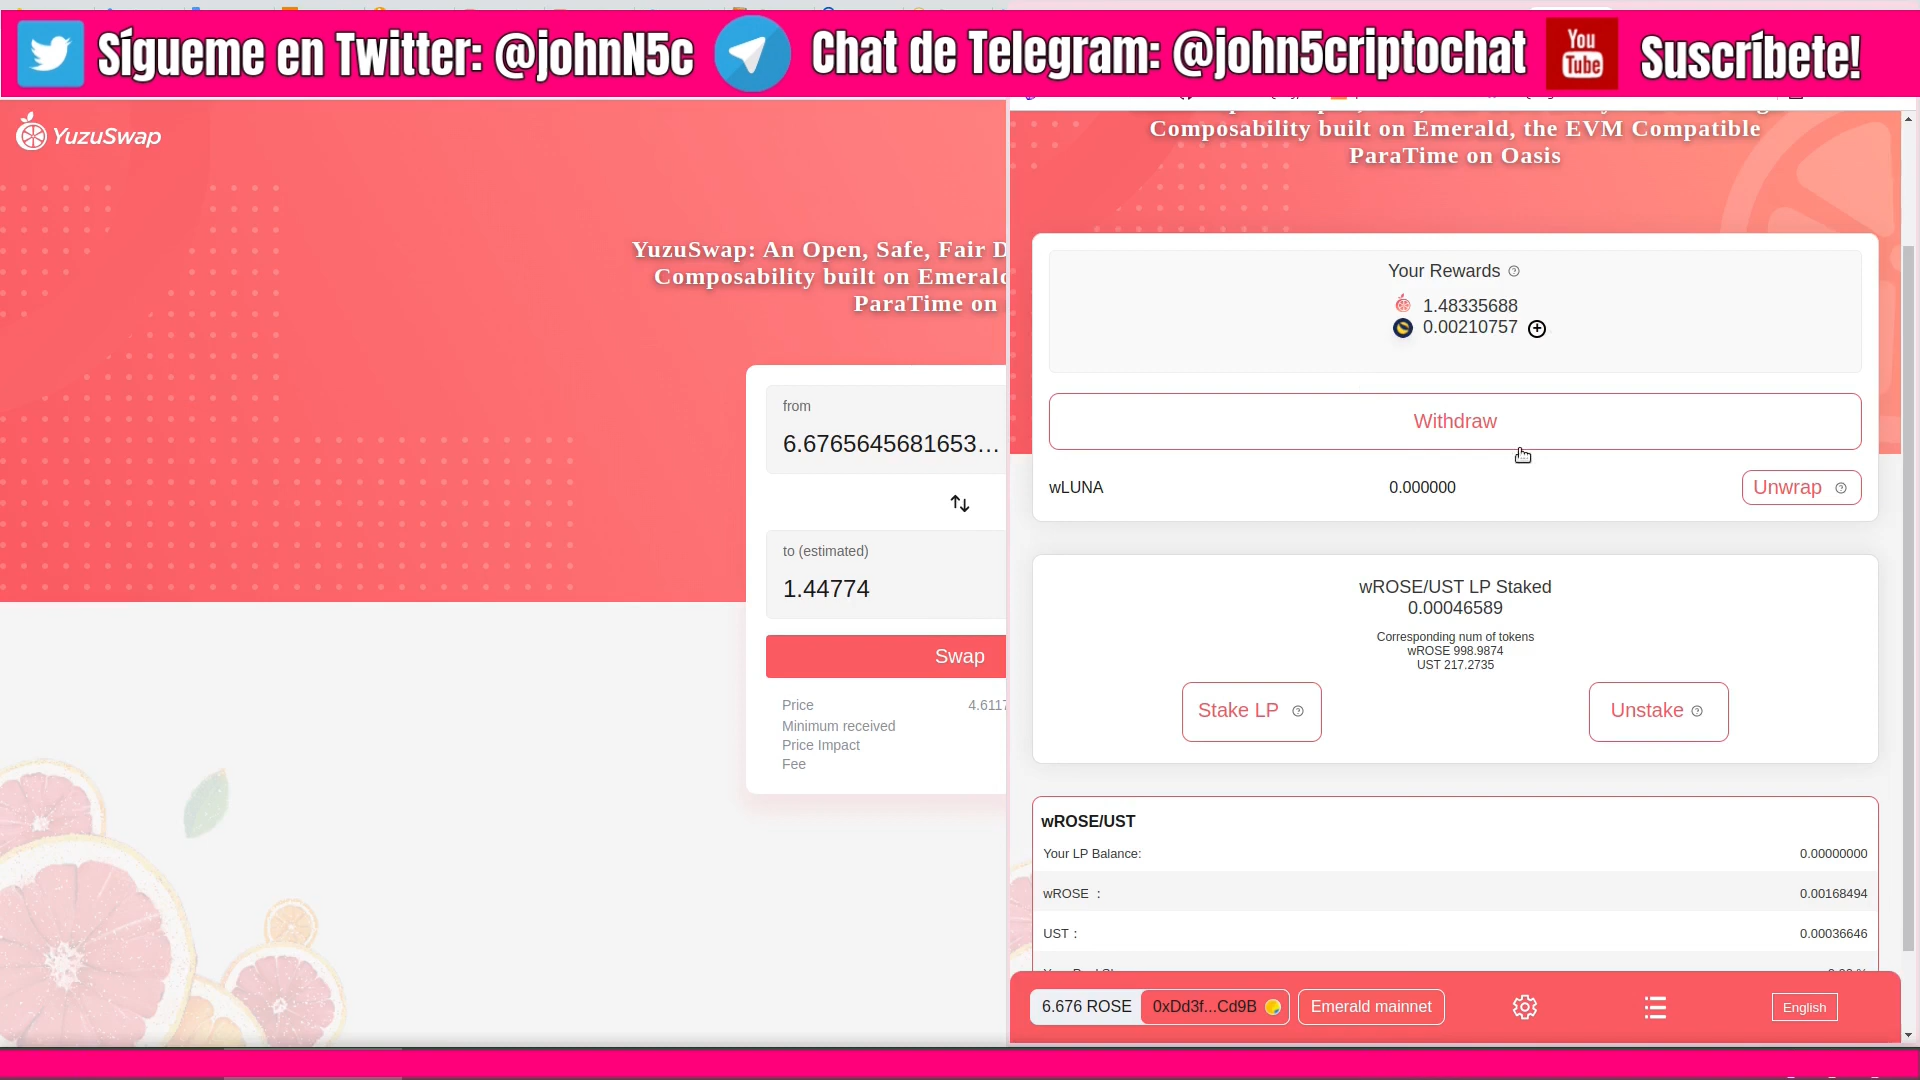 Sígueme en Twitter: @johnN5c
Chat de Telegram: @john5criptochat
You
Tube
Suscríbete!
YuzuSwap
YuzuSwap: An Open, Safe, Fair D
Composability built on Emerald
ParaTime on
from
6.6765645681653...
to (estimated)
1.44774
Swap
Price 4.6117
Minimum received
Price Impact
Fee
Composability built on Emerald, the EVM Compatible
ParaTime on Oasis
Your Rewards
1.48335688
0.00210757
Withdraw
wLUNA 0.000000 Unwrap
wROSE/UST LP Staked
0.00046589
Corresponding num of tokens
wROSE 998.9874
UST 217.2735
Stake LP Unstake
wROSE/UST
Your LP Balance: 0.00000000
wROSE : 0.00168494
UST : 0.00036646
6.676 ROSE 0xDd3f...Cd9B Emerald mainnet English